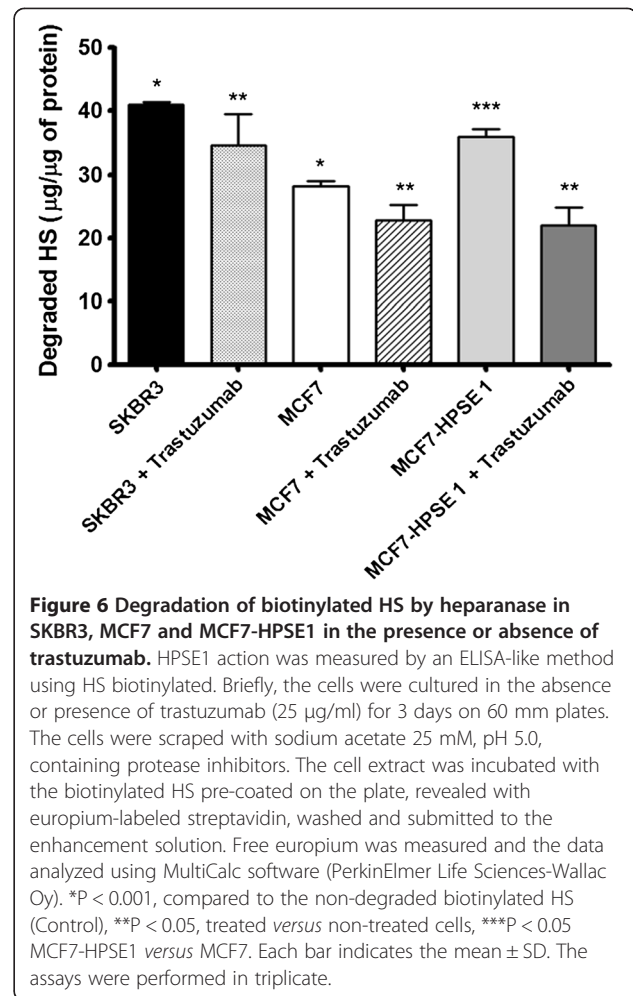 50
40
30
20
10
0
Degraded HS (µg/µg of protein)
*
**
*
**
***
**
SKBR3
SKBR3 + Trastuzumab
MCF7
MCF7 + Trastuzumab
MCF7-HPSE1
MCF7-HPSE 1 + Trastuzumab
Figure 6 Degradation of biotinylated HS by heparanase in
SKBR3, MCF7 and MCF7-HPSE1 in the presence or absence of
trastuzumab. HPSE1 action was measured by an ELISA-like method
using HS biotinylated. Briefly, the cells were cultured in the absence
or presence of trastuzumab (25 µg/ml) for 3 days on 60 mm plates.
The cells were scraped with sodium acetate 25 mM, pH 5.0,
containing protease inhibitors. The cell extract was incubated with
the biotinylated HS pre-coated on the plate, revealed with
europium-labeled streptavidin, washed and submitted to the
enhancement solution. Free europium was measured and the data
analyzed using MultiCalc software (PerkinElmer Life Sciences-Wallac
Oy). *P < 0.001, compared to the non-degraded biotinylated HS
(Control), **P < 0.05, treated versus non-treated cells, ***P < 0.05
MCF7-HPSE1 versus MCF7. Each bar indicates the mean ± SD. The
assays were performed in triplicate.